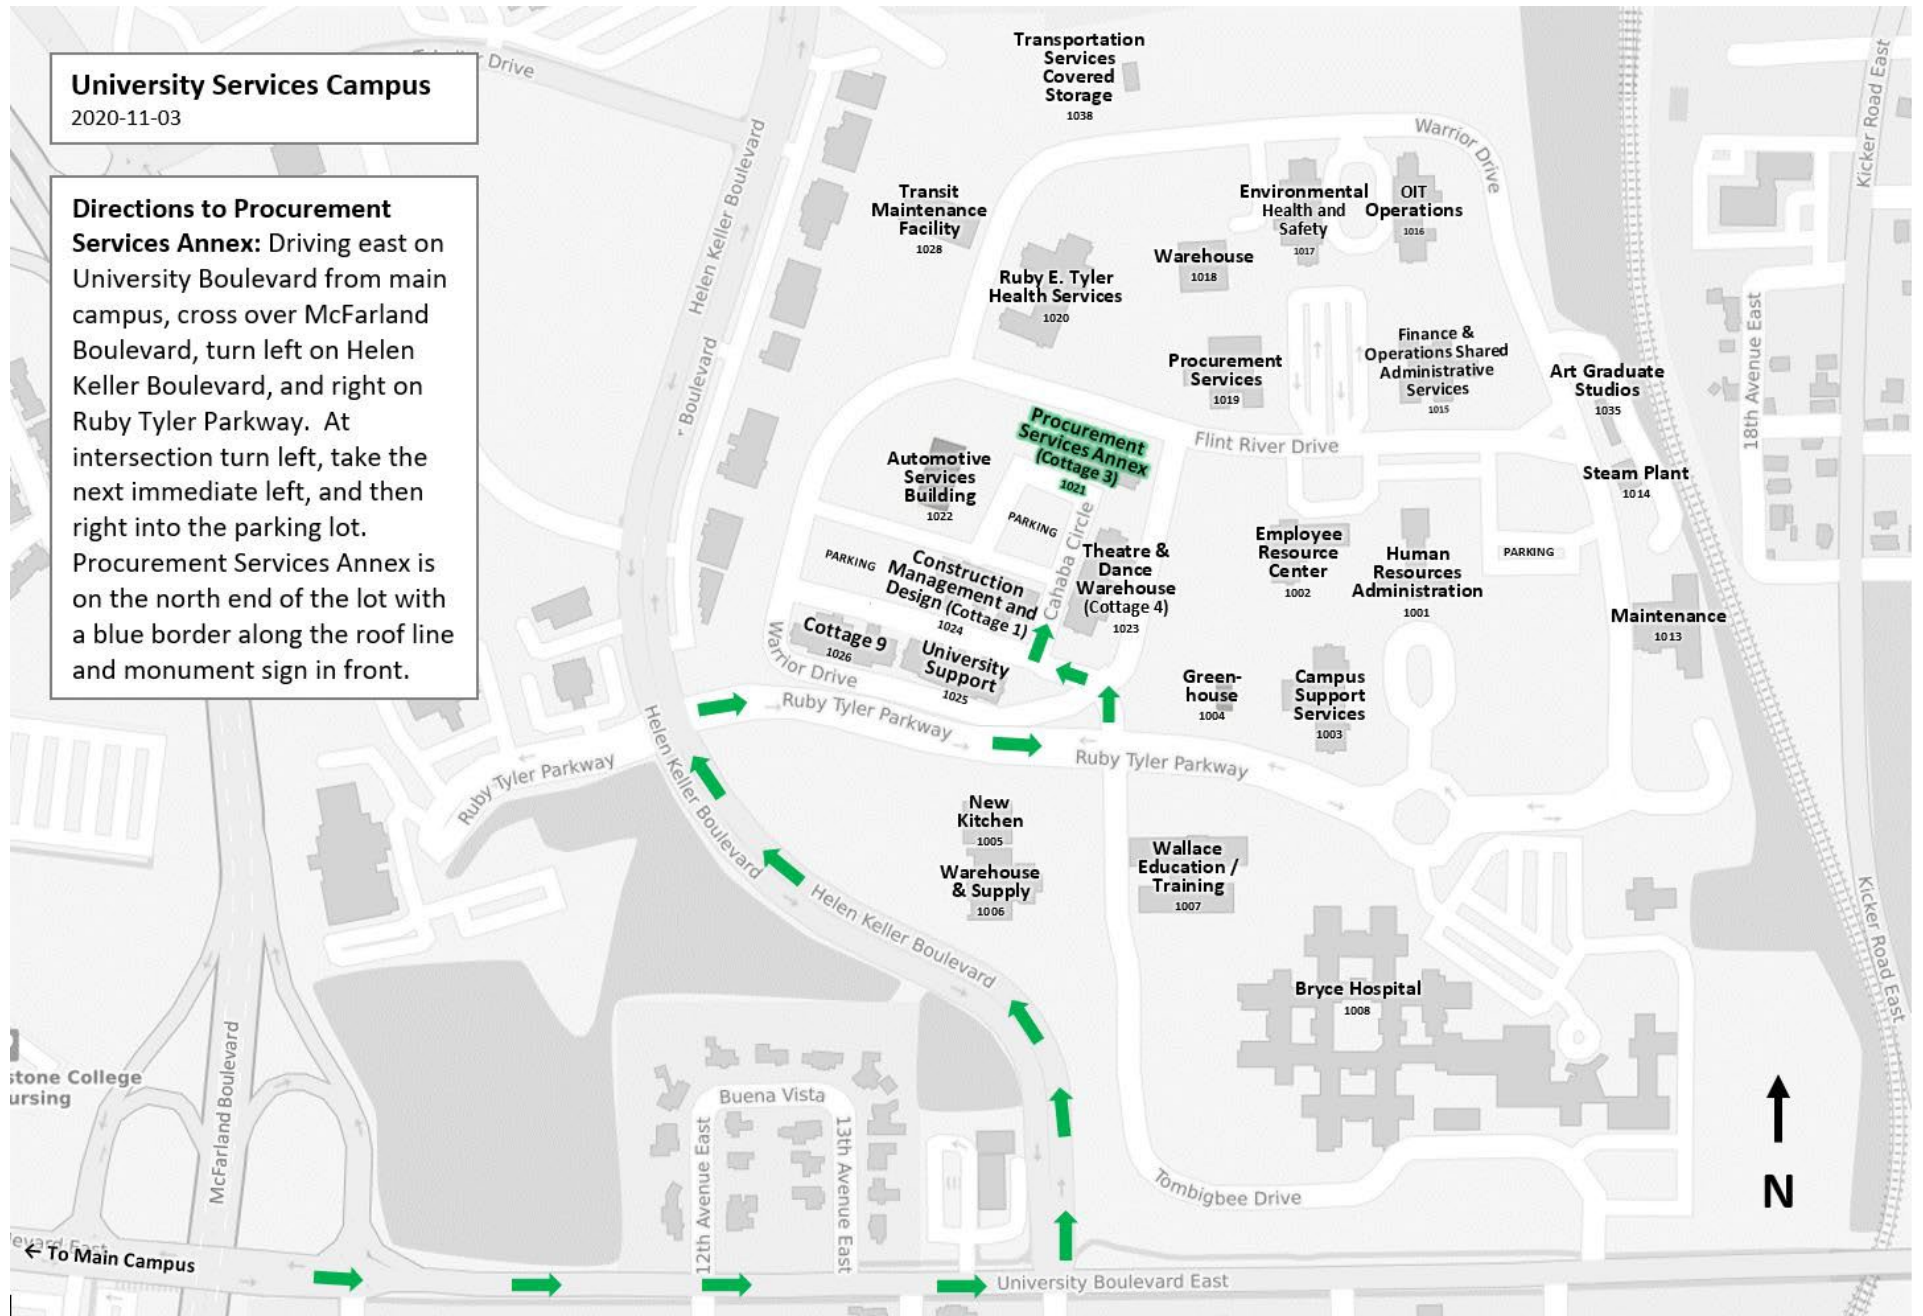 University Services Campus
2020-11-03
Directions to Procurement
Services Annex: Driving east on
University Boulevard from main
campus, cross over McFarland
Boulevard, turn left on Helen
Keller Boulevard, and right on
Ruby Tyler Parkway. At
intersection turn left, take the
next immediate left, and then
right into the parking lot.
Procurement Services Annex is
on the north end of the lot with
a blue border along the roof line
and monument sign in front.
Drive
Transportation
Services
Covered
Storage
1038
Warrior Drive
Kicker Road East
Helen Keller Boulevard
Boulevard
Transit
Maintenance
Facility
1028
Ruby E. Tyler
Health Services
1020
Warehouse
1018
Environmental
Health and
Safety
1017
OIT
Operations
1016
Procurement
Services
1019
Finance &
Operations Shared
Administrative
Services
1015
Art Graduate
Studios
1035
18th Avenue East
Flint River Drive
Procurement
Services Annex
(Cottage 3)
1021
Automotive
Services
Building
1022
PARKING
PARKING
Cahaba Circle
Steam Plant
1014
Construction
Management and
Design (Cottage 1)
1024
Theatre &
Dance
Warehouse
(Cottage 4)
1023
Employee
Resource
Center
1002
Human
Resources
Administration
1001
PARKING
Maintenance
1013
Cottage 9
1026
University
Support
1025
Warrior Drive
Ruby Tyler Parkway
Green-
house
1004
Campus
Support
Services
1003
Ruby Tyler Parkway
Ruby Tyler Parkway
Helen Keller Boulevard
New
Kitchen
1005
Warehouse
& Supply
1006
Wallace
Education /
Training
1007
Helen Keller Boulevard
Kicker Road East
Bryce Hospital
1008
stone College
ursing
McFarland Boulevard
Buena Vista
12th Avenue East
13th Avenue East
Tombigbee Drive
N
← To Main Campus
University Boulevard East